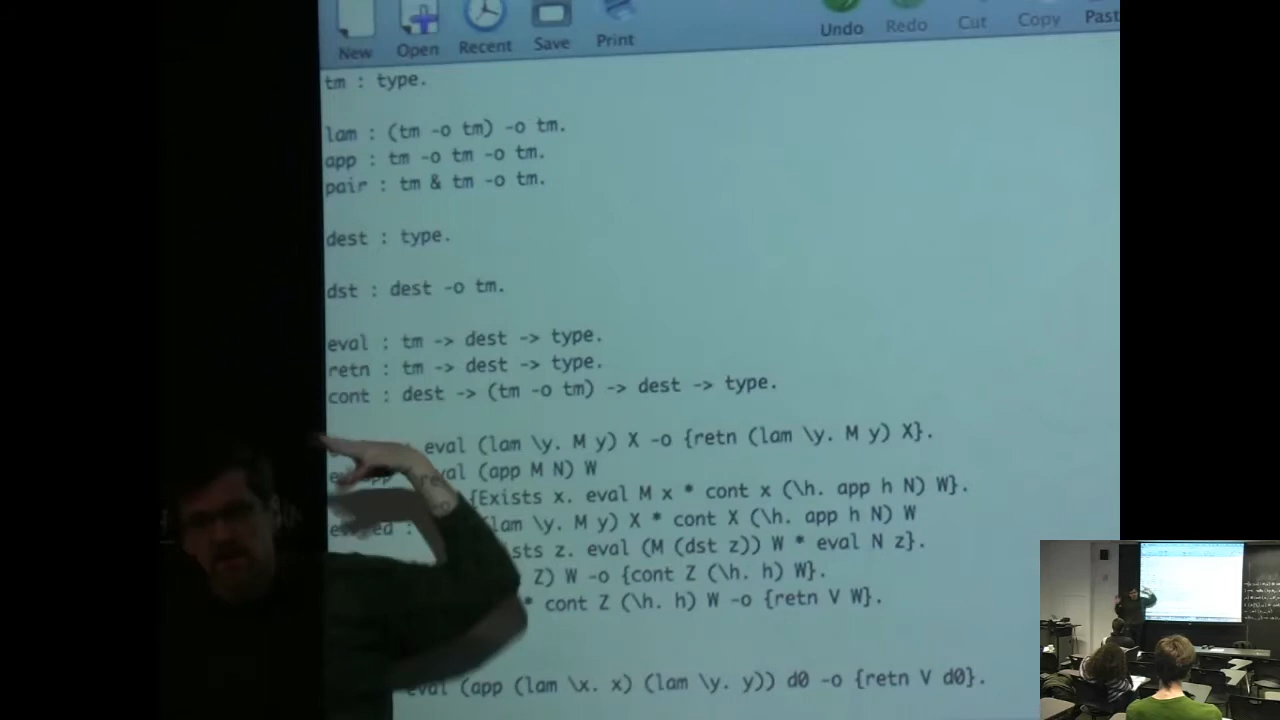 New Open Recent Save Print Undo Redo Cut Copy Past
tm : type.
lam : (tm -o tm) -o tm.
app : tm -o tm -o tm.
pair : tm & tm -o tm.
dest : type.
dst : dest -o tm.
eval : tm -> dest -> type.
retn : tm -> dest -> type.
cont : dest -> (tm -o tm) -> dest -> type.
: eval (lam \y. M y) X -o {retn (lam \y. M y) X}.
eval (app M N) W
{Exists x. eval M x * cont x (\h. app h N) W}.
(lam \y. M y) X * cont X (\h. app h N) W
z. eval (M (dst z)) W * eval N z}.
Z) W -o {cont Z (\h. h) W}.
* cont Z (\h. h) W -o {retn V W}.
eval (app (lam \x. x) (lam \y. y)) d0 -o {retn V d0}.